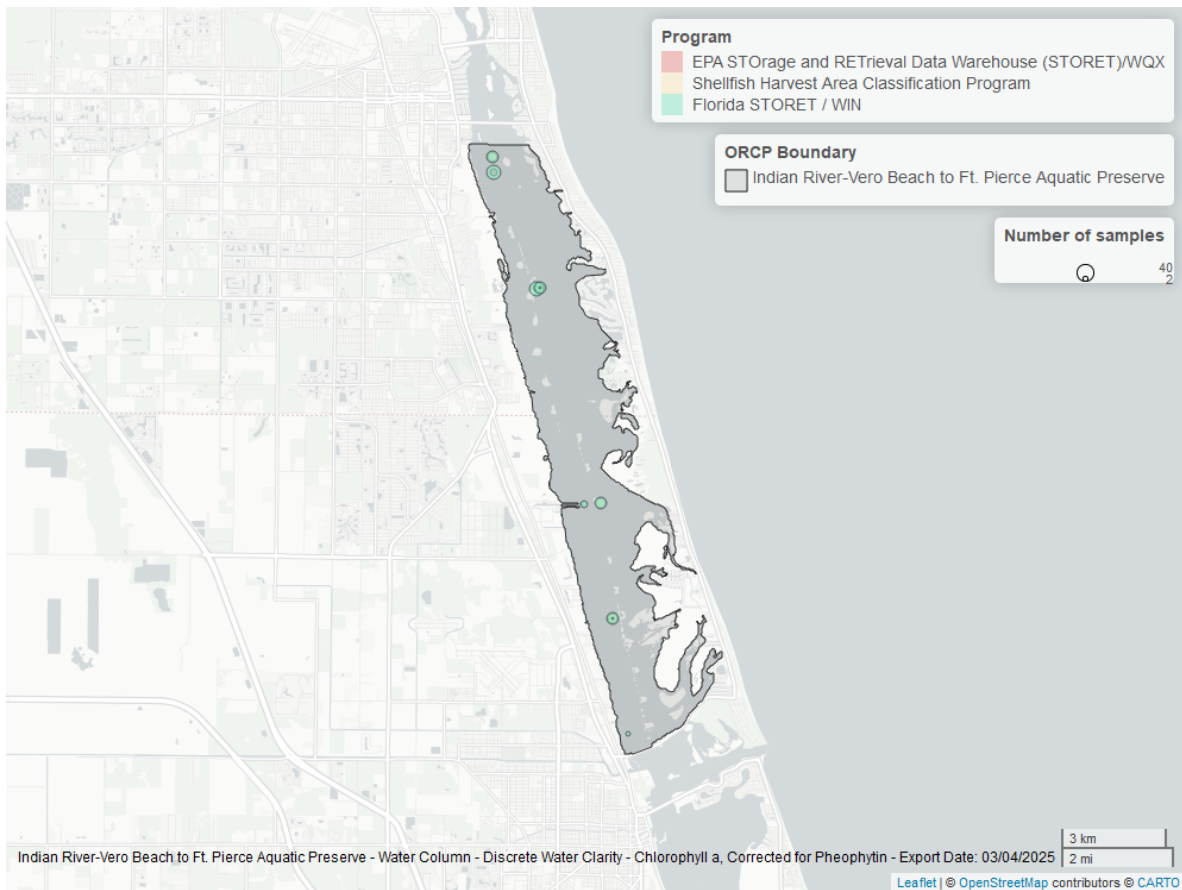 Program
EPA STOrage and RETrieval Data Warehouse (STORET)/WQX
Shellfish Harvest Area Classification Program
Florida STORET / WIN
ORCP Boundary
Indian River-Vero Beach to Ft. Pierce Aquatic Preserve
Number of samples
40
2
3 km
2 mi
Indian River-Vero Beach to Ft. Pierce Aquatic Preserve - Water Column - Discrete Water Clarity - Chlorophyll a, Corrected for Pheophytin - Export Date: 03/04/2025
Leaflet | © OpenStreetMap contributors © CARTO